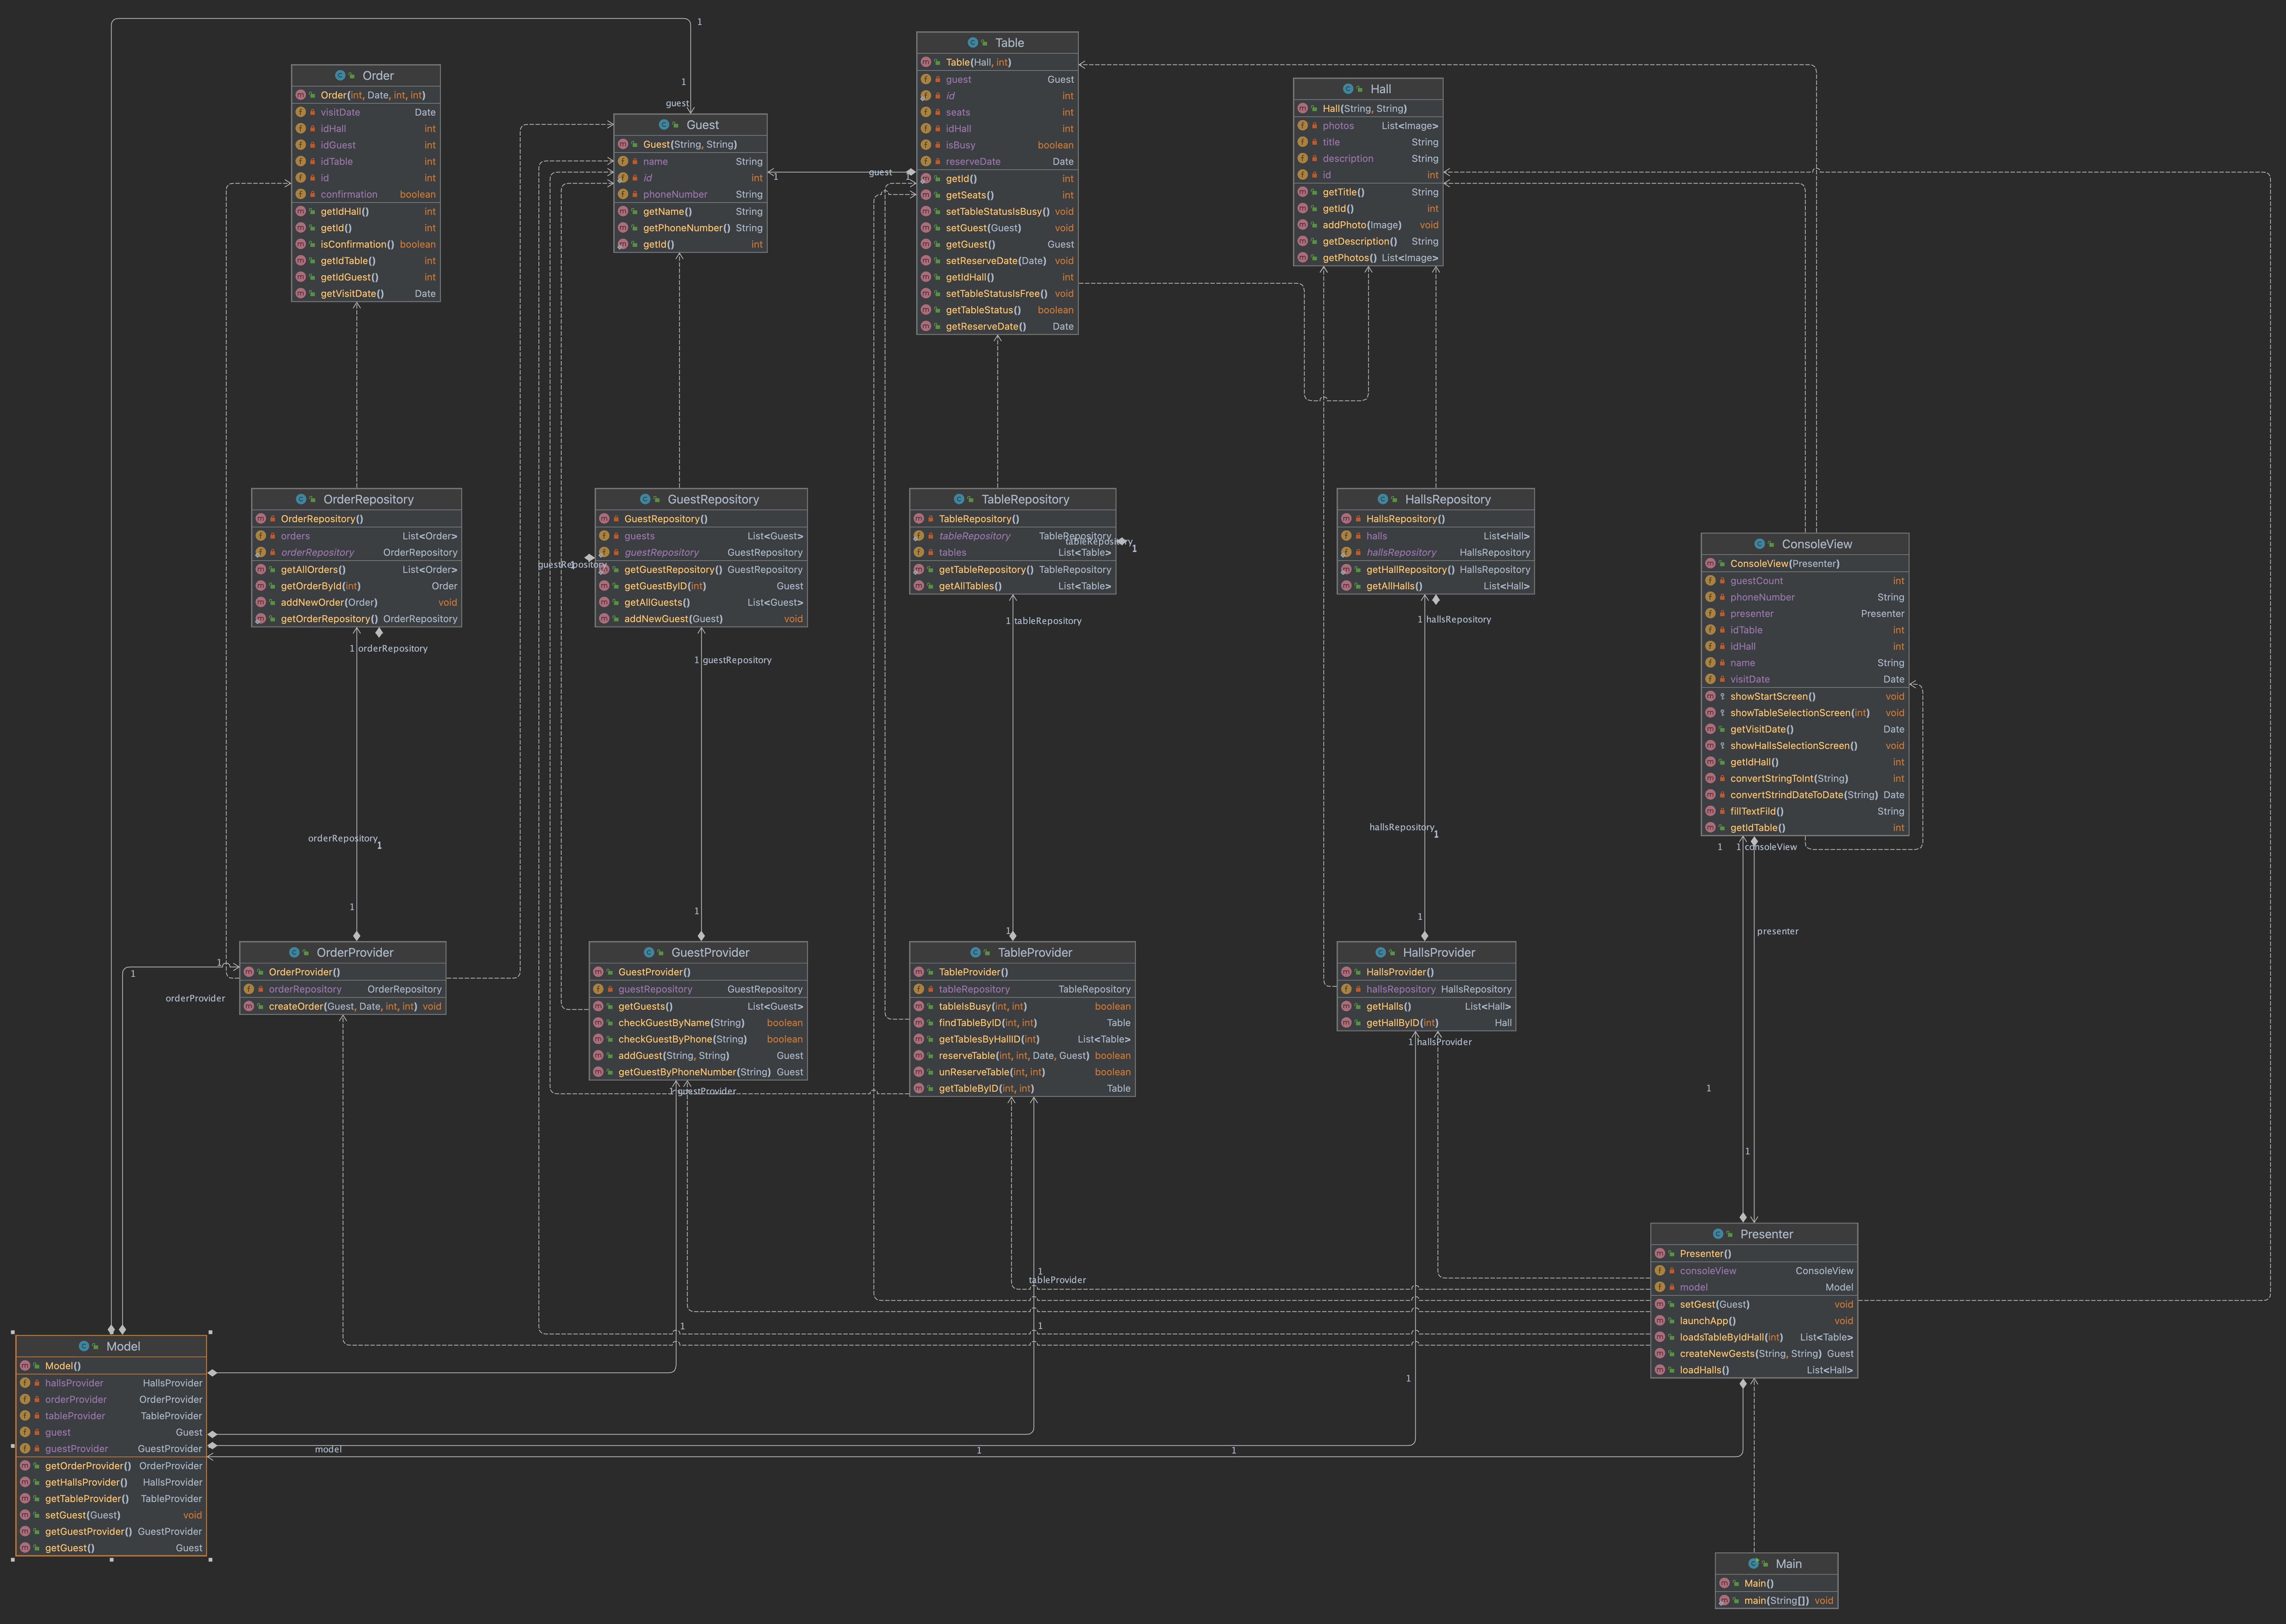 1
1
guest
Order
Order(int, Date, int, int)
visitDate Date
idHall int
idGuest int
idTable int
id int
confirmation boolean
getIdHall() int
getId() int
isConfirmation() boolean
getIdTable() int
getIdGuest() int
getVisitDate() Date
Guest
Guest(String, String)
name String
id int
phoneNumber String
getName() String
getPhoneNumber() String
getId() int
1
guest
1
Table
Table(Hall, int)
guest Guest
id int
seats int
idHall int
isBusy boolean
reserveDate Date
getId() int
getSeats() int
setTableStatusIsBusy() void
setGuest(Guest) void
getGuest() Guest
setReserveDate(Date) void
getIdHall() int
setTableStatusIsFree() void
getTableStatus() boolean
getReserveDate() Date
Hall
Hall(String, String)
photos List<Image>
title String
description String
id int
getTitle() String
getId() int
addPhoto(Image) void
getDescription() String
getPhotos() List<Image>
OrderRepository
OrderRepository()
orders List<Order>
orderRepository OrderRepository
getAllOrders() List<Order>
getOrderById(int) Order
addNewOrder(Order) void
getOrderRepository() OrderRepository
1 orderRepository
orderRepository
1
1
GuestRepository
GuestRepository()
guests List<Guest>
guestRepository GuestRepository
getGuestRepository() GuestRepository
getGuestByID(int) Guest
getAllGuests() List<Guest>
addNewGuest(Guest) void
guestRepository
1 guestRepository
1
TableRepository
TableRepository()
tableRepository TableRepository
tables List<Table>
getTableRepository() TableRepository
getAllTables() List<Table>
tableRepository
1
1 tableRepository
1
HallsRepository
HallsRepository()
halls List<Hall>
hallsRepository HallsRepository
getHallRepository() HallsRepository
getAllHalls() List<Hall>
1 hallsRepository
hallsRepository
1
1
ConsoleView
ConsoleView(Presenter)
guestCount int
phoneNumber String
presenter Presenter
idTable int
idHall int
name String
visitDate Date
showStartScreen() void
showTableSelectionScreen(int) void
getVisitDate() Date
showHallsSelectionScreen() void
getIdHall() int
convertStringToInt(String) int
convertStrindDateToDate(String) Date
fillTextFild() String
getIdTable() int
1
1 consoleView
presenter
1
1
OrderProvider
OrderProvider()
orderRepository OrderRepository
createOrder(Guest, Date, int, int) void
1
1
orderProvider
GuestProvider
GuestProvider()
guestRepository GuestRepository
getGuests() List<Guest>
checkGuestByName(String) boolean
checkGuestByPhone(String) boolean
addGuest(String, String) Guest
getGuestByPhoneNumber(String) Guest
1 guestProvider
TableProvider
TableProvider()
tableRepository TableRepository
tableIsBusy(int, int) boolean
findTableByID(int, int) Table
getTablesByHallID(int) List<Table>
reserveTable(int, int, Date, Guest) boolean
unReserveTable(int, int) boolean
getTableByID(int, int) Table
HallsProvider
HallsProvider()
hallsRepository HallsRepository
getHalls() List<Hall>
getHallByID(int) Hall
1 hallsProvider
1
tableProvider
1
1
1
Presenter
Presenter()
consoleView ConsoleView
model Model
setGest(Guest) void
launchApp() void
loadsTableByIdHall(int) List<Table>
createNewGests(String, String) Guest
loadHalls() List<Hall>
Model
Model()
hallsProvider HallsProvider
orderProvider OrderProvider
tableProvider TableProvider
guest Guest
guestProvider GuestProvider
getOrderProvider() OrderProvider
getHallsProvider() HallsProvider
getTableProvider() TableProvider
setGuest(Guest) void
getGuestProvider() GuestProvider
getGuest() Guest
model
1
1
Main
Main()
main(String[]) void